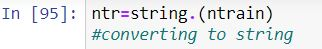 In [95]: ntr=string.(ntrain)
#converting to string